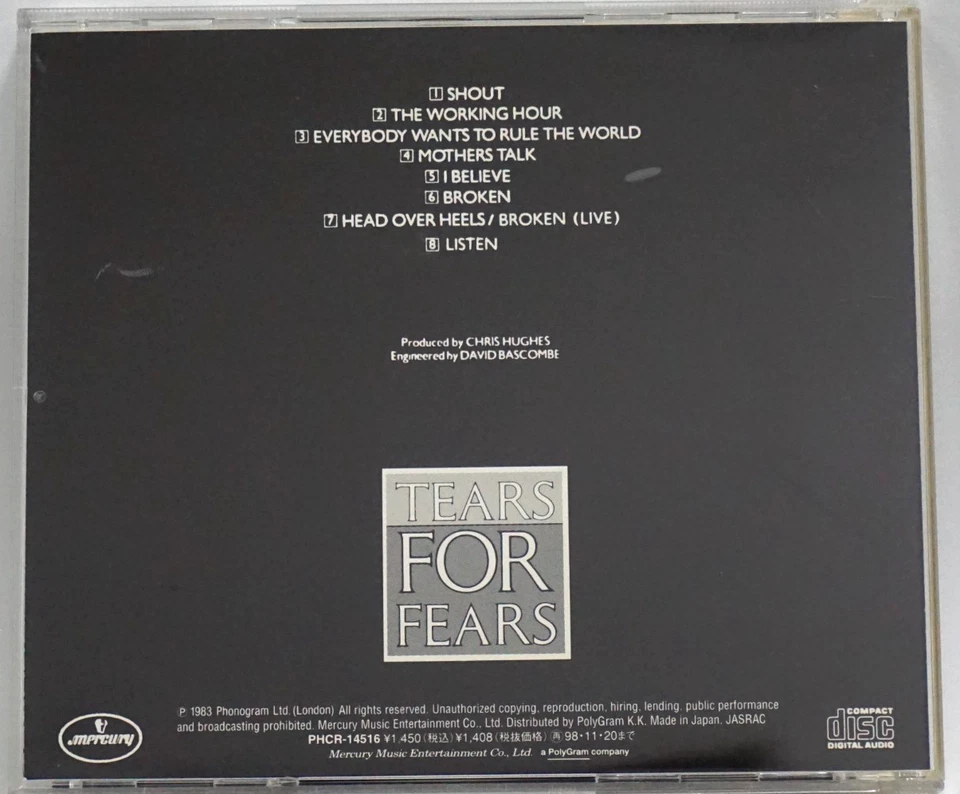 1 SHOUT
2 THE WORKING HOUR
3 EVERYBODY WANTS TO RULE THE WORLD
4 MOTHERS TALK
5 I BELIEVE
6 BROKEN
7 HEAD OVER HEELS / BROKEN (LIVE)
8 LISTEN
Produced by CHRIS HUGHES
Engineered by DAVID BASCOMBE
TEARS
FOR
FEARS
℗ 1983 Phonogram Ltd. (London) All rights reserved. Unauthorized copying, reproduction, hiring, lending, public performance
and broadcasting prohibited. Mercury Music Entertainment Co., Ltd. Distributed by PolyGram K.K. Made in Japan. JASRAC
PHCR-14516 ¥1,450(税込)¥1,408(税抜価格) 再 98・11・20まで
Mercury Music Entertainment Co., Ltd. a PolyGram company
mercury
COMPACT
disc
DIGITAL AUDIO